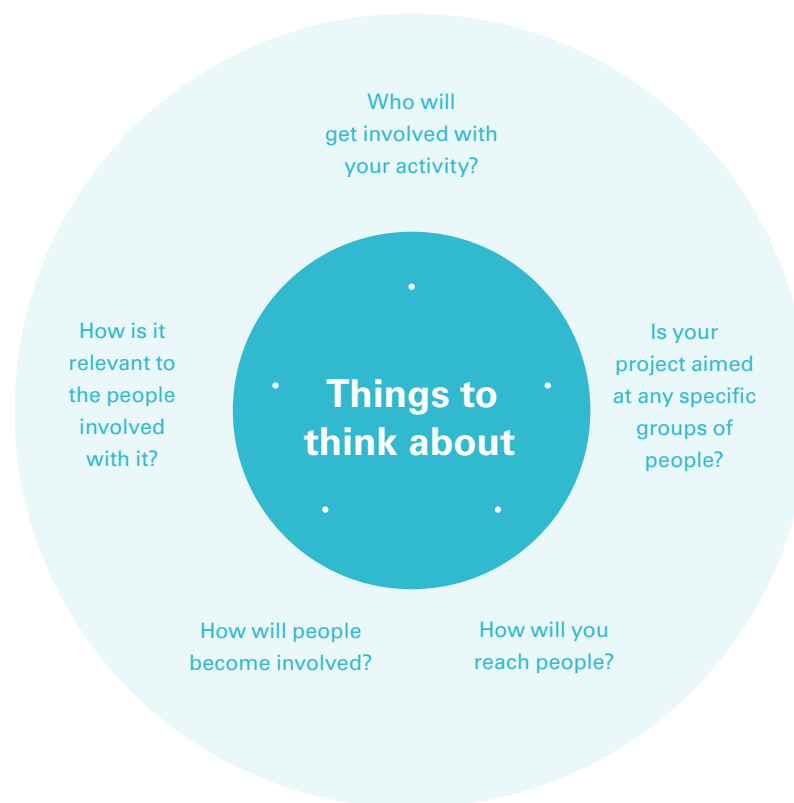 Who will
get involved with
your activity?
How is it
relevant to
the people
involved
with it?
Things to
think about
Is your
project aimed
at any specific
groups of
people?
How will people
become involved?
How will you
reach people?